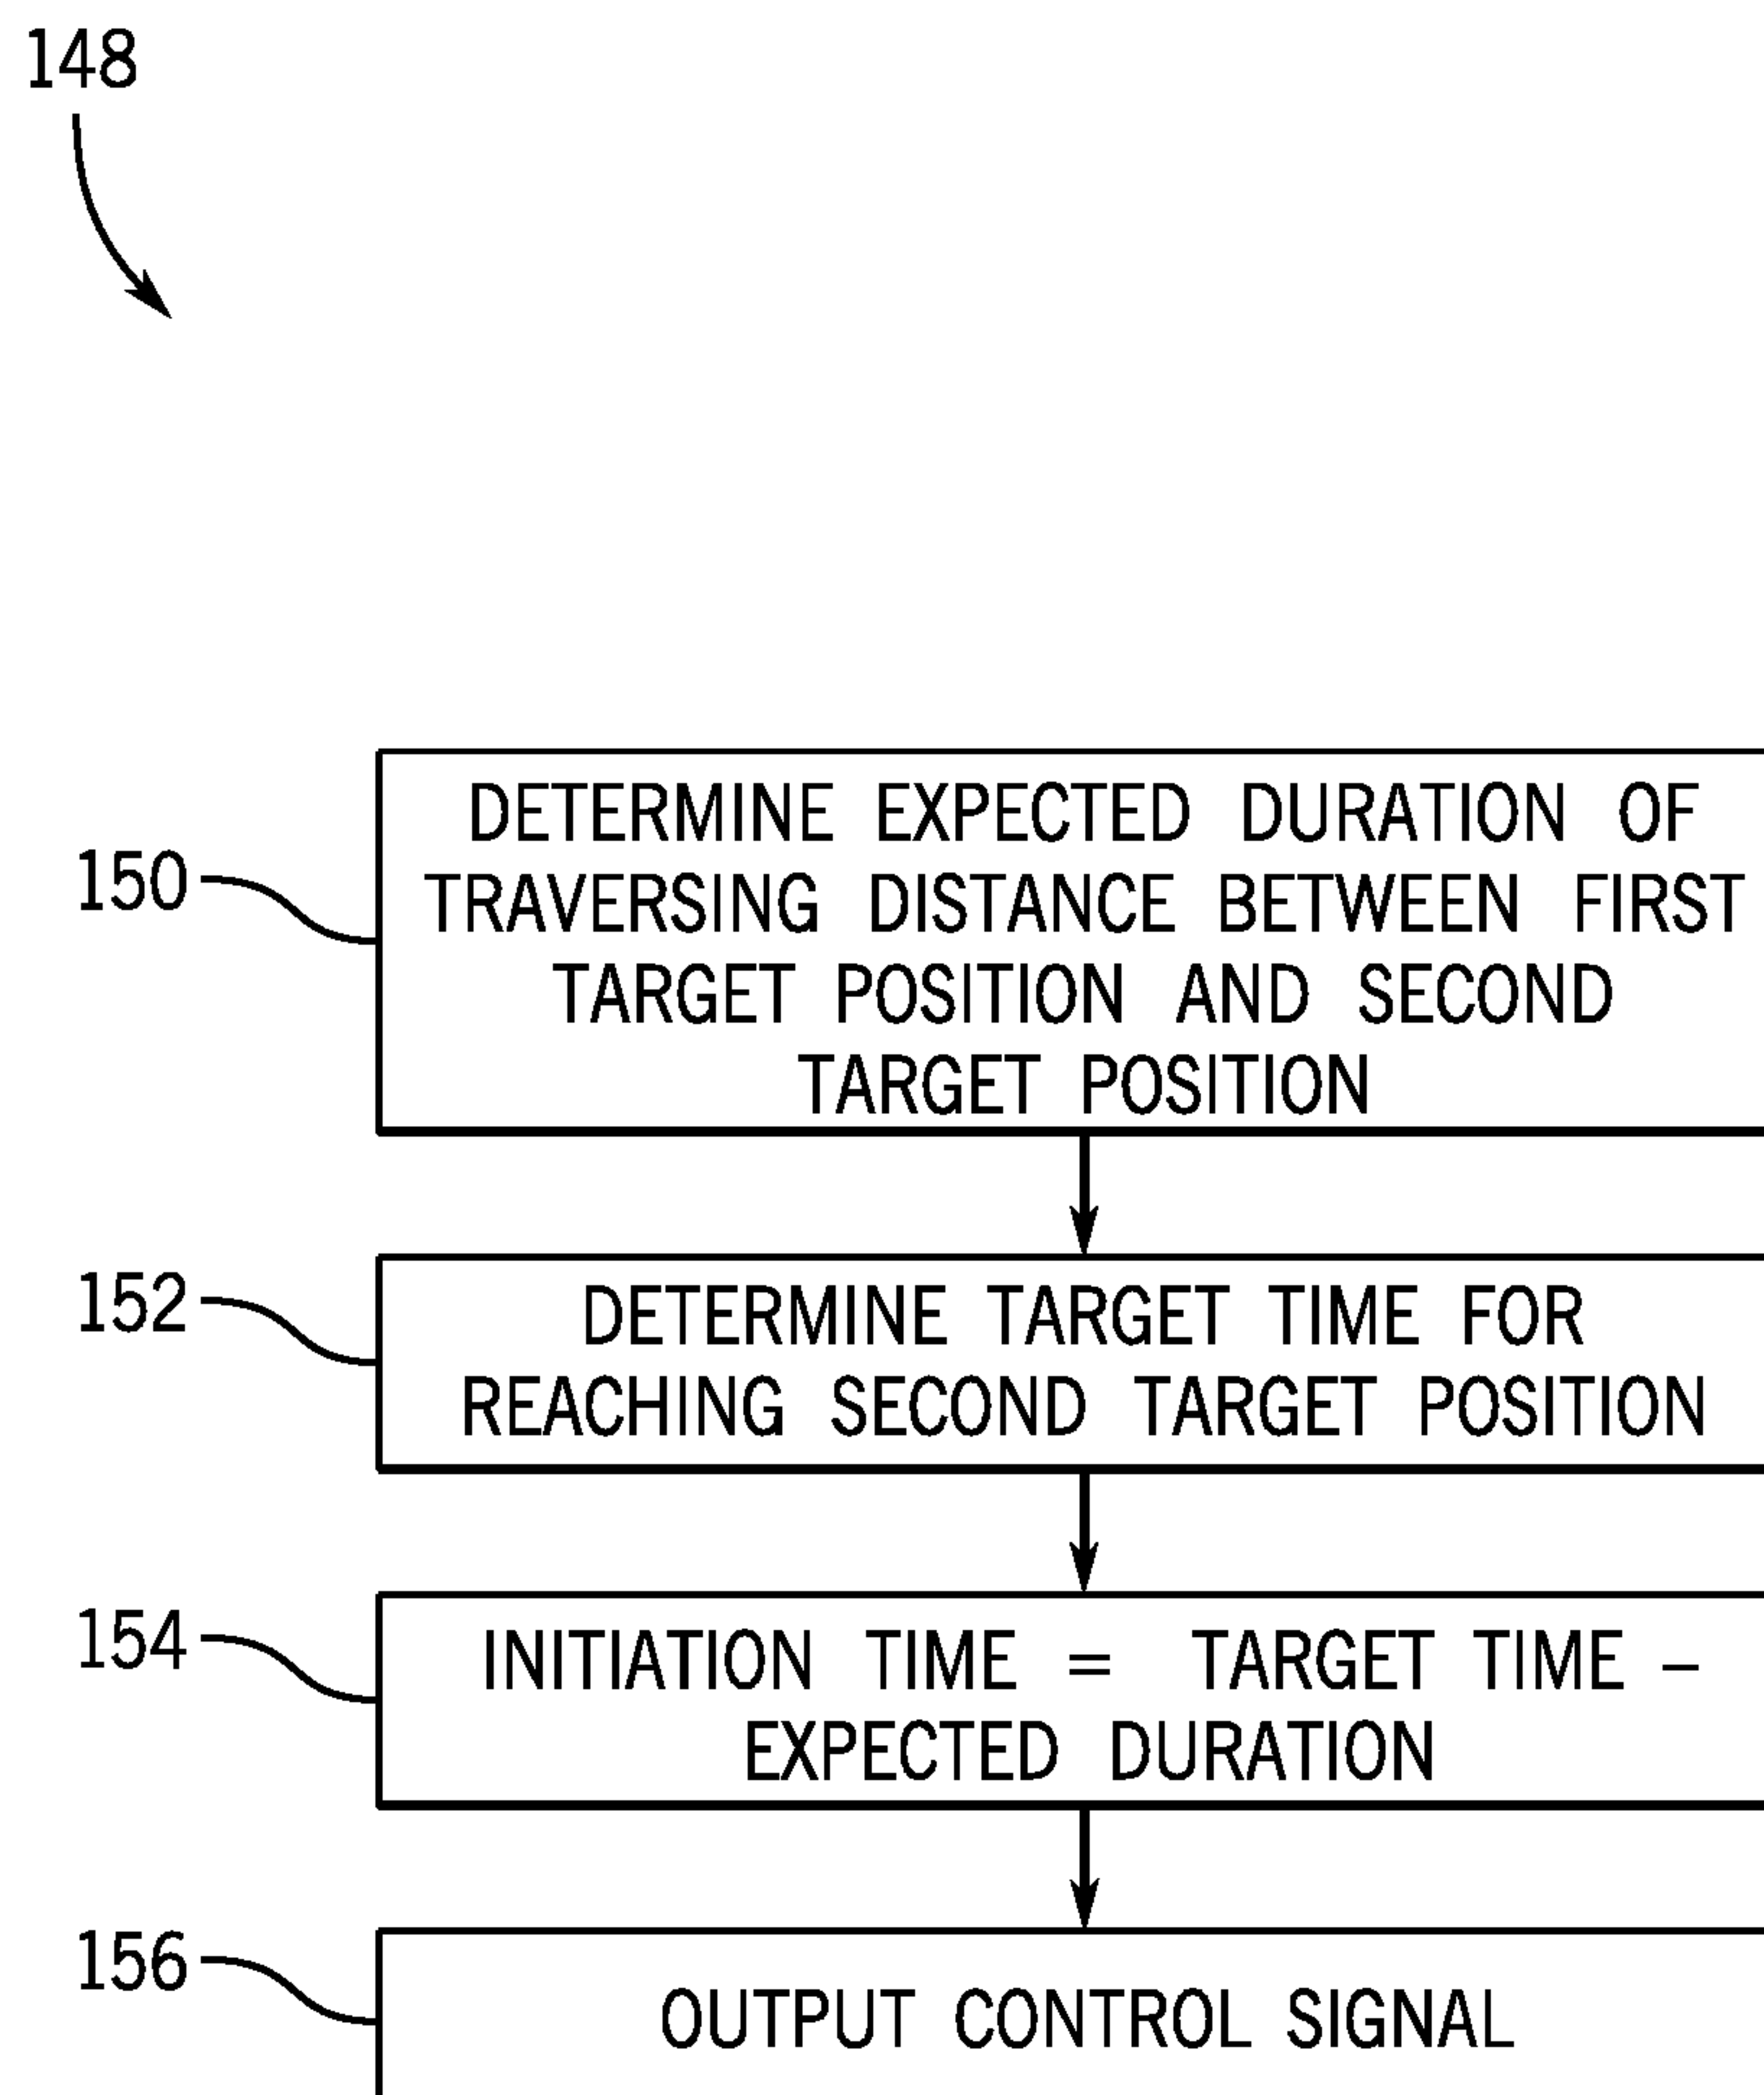 148
150
DETERMINE EXPECTED DURATION OF
TRAVERSING DISTANCE BETWEEN FIRST
TARGET POSITION AND SECOND
TARGET POSITION
152
DETERMINE TARGET TIME FOR
REACHING SECOND TARGET POSITION
154
INITIATION TIME = TARGET TIME –
EXPECTED DURATION
156
OUTPUT CONTROL SIGNAL